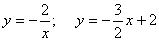 y = −2/x;  y = −3/2 x + 2